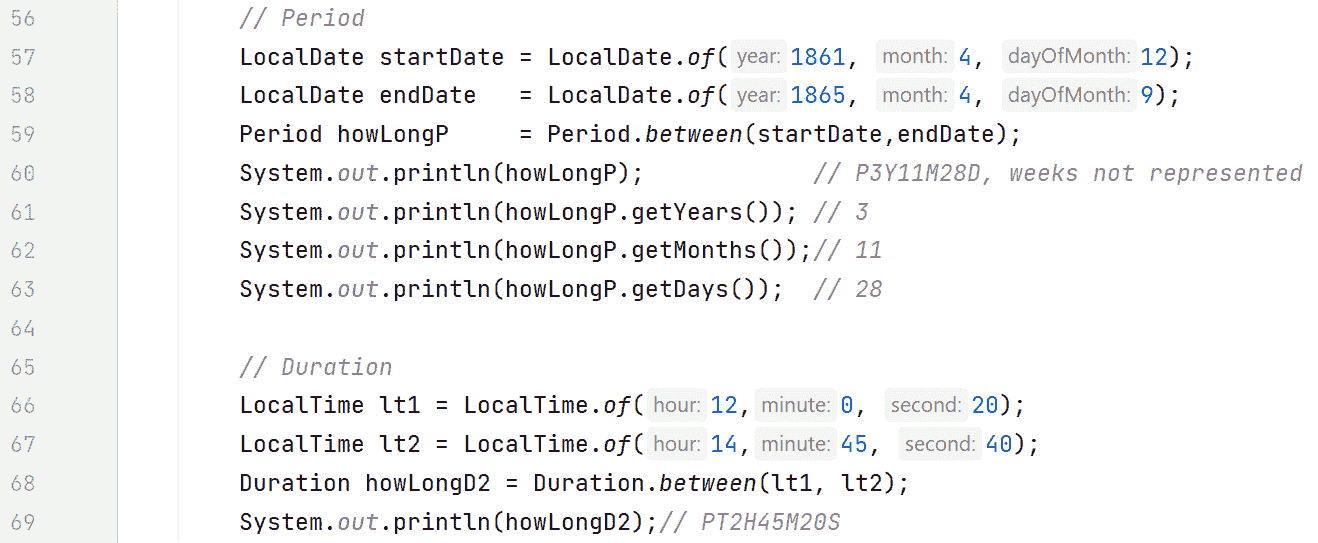 56 // Period
57 LocalDate startDate = LocalDate.of( year: 1861, month: 4, dayOfMonth: 12);
58 LocalDate endDate   = LocalDate.of( year: 1865, month: 4, dayOfMonth: 9);
59 Period howLongP     = Period.between(startDate,endDate);
60 System.out.println(howLongP);            // P3Y11M28D, weeks not represented
61 System.out.println(howLongP.getYears()); // 3
62 System.out.println(howLongP.getMonths());// 11
63 System.out.println(howLongP.getDays());  // 28
64
65 // Duration
66 LocalTime lt1 = LocalTime.of( hour: 12, minute: 0, second: 20);
67 LocalTime lt2 = LocalTime.of( hour: 14, minute: 45, second: 40);
68 Duration howLongD2 = Duration.between(lt1, lt2);
69 System.out.println(howLongD2);// PT2H45M20S